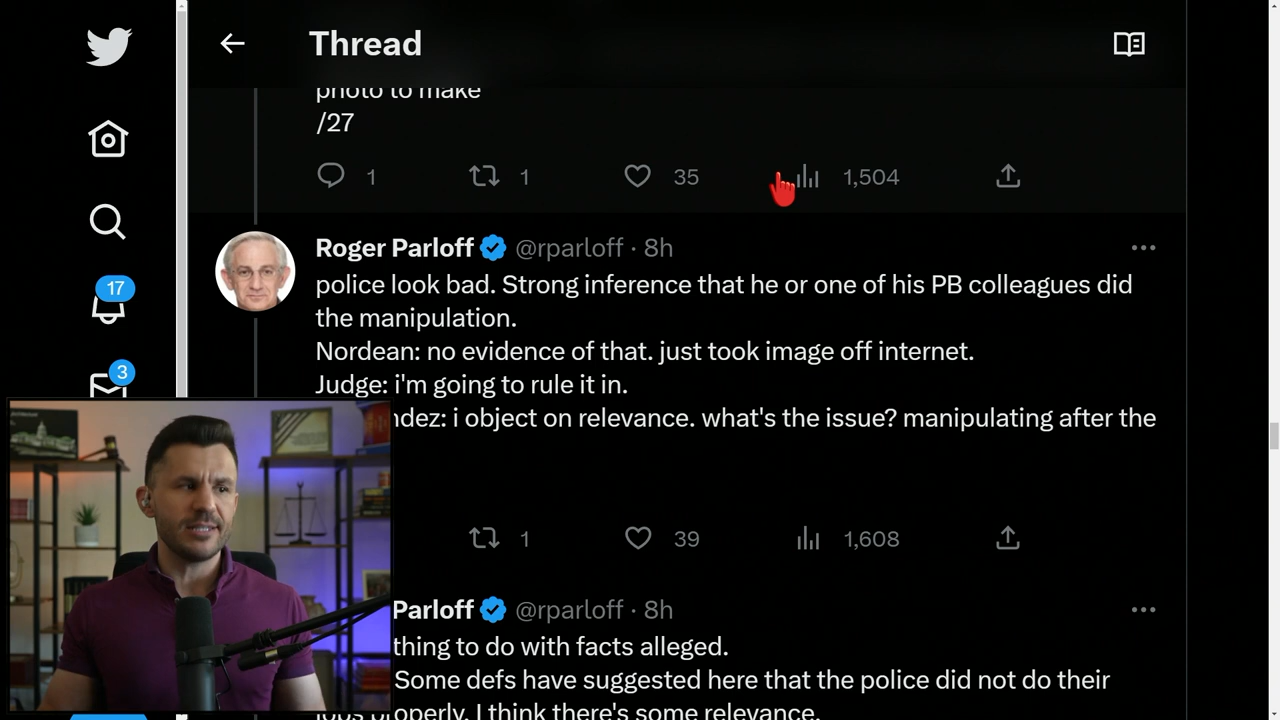 Thread
photo to make
/27
1
1
35
1,504
Roger Parloff @rparloff · 8h
police look bad. Strong inference that he or one of his PB colleagues did
the manipulation.
Nordean: no evidence of that. just took image off internet.
Judge: i'm going to rule it in.
ndez: i object on relevance. what's the issue? manipulating after the
1
39
1,608
Parloff @rparloff · 8h
thing to do with facts alleged.
Some defs have suggested here that the police did not do their
jobs properly. I think there's some relevance.
17
3